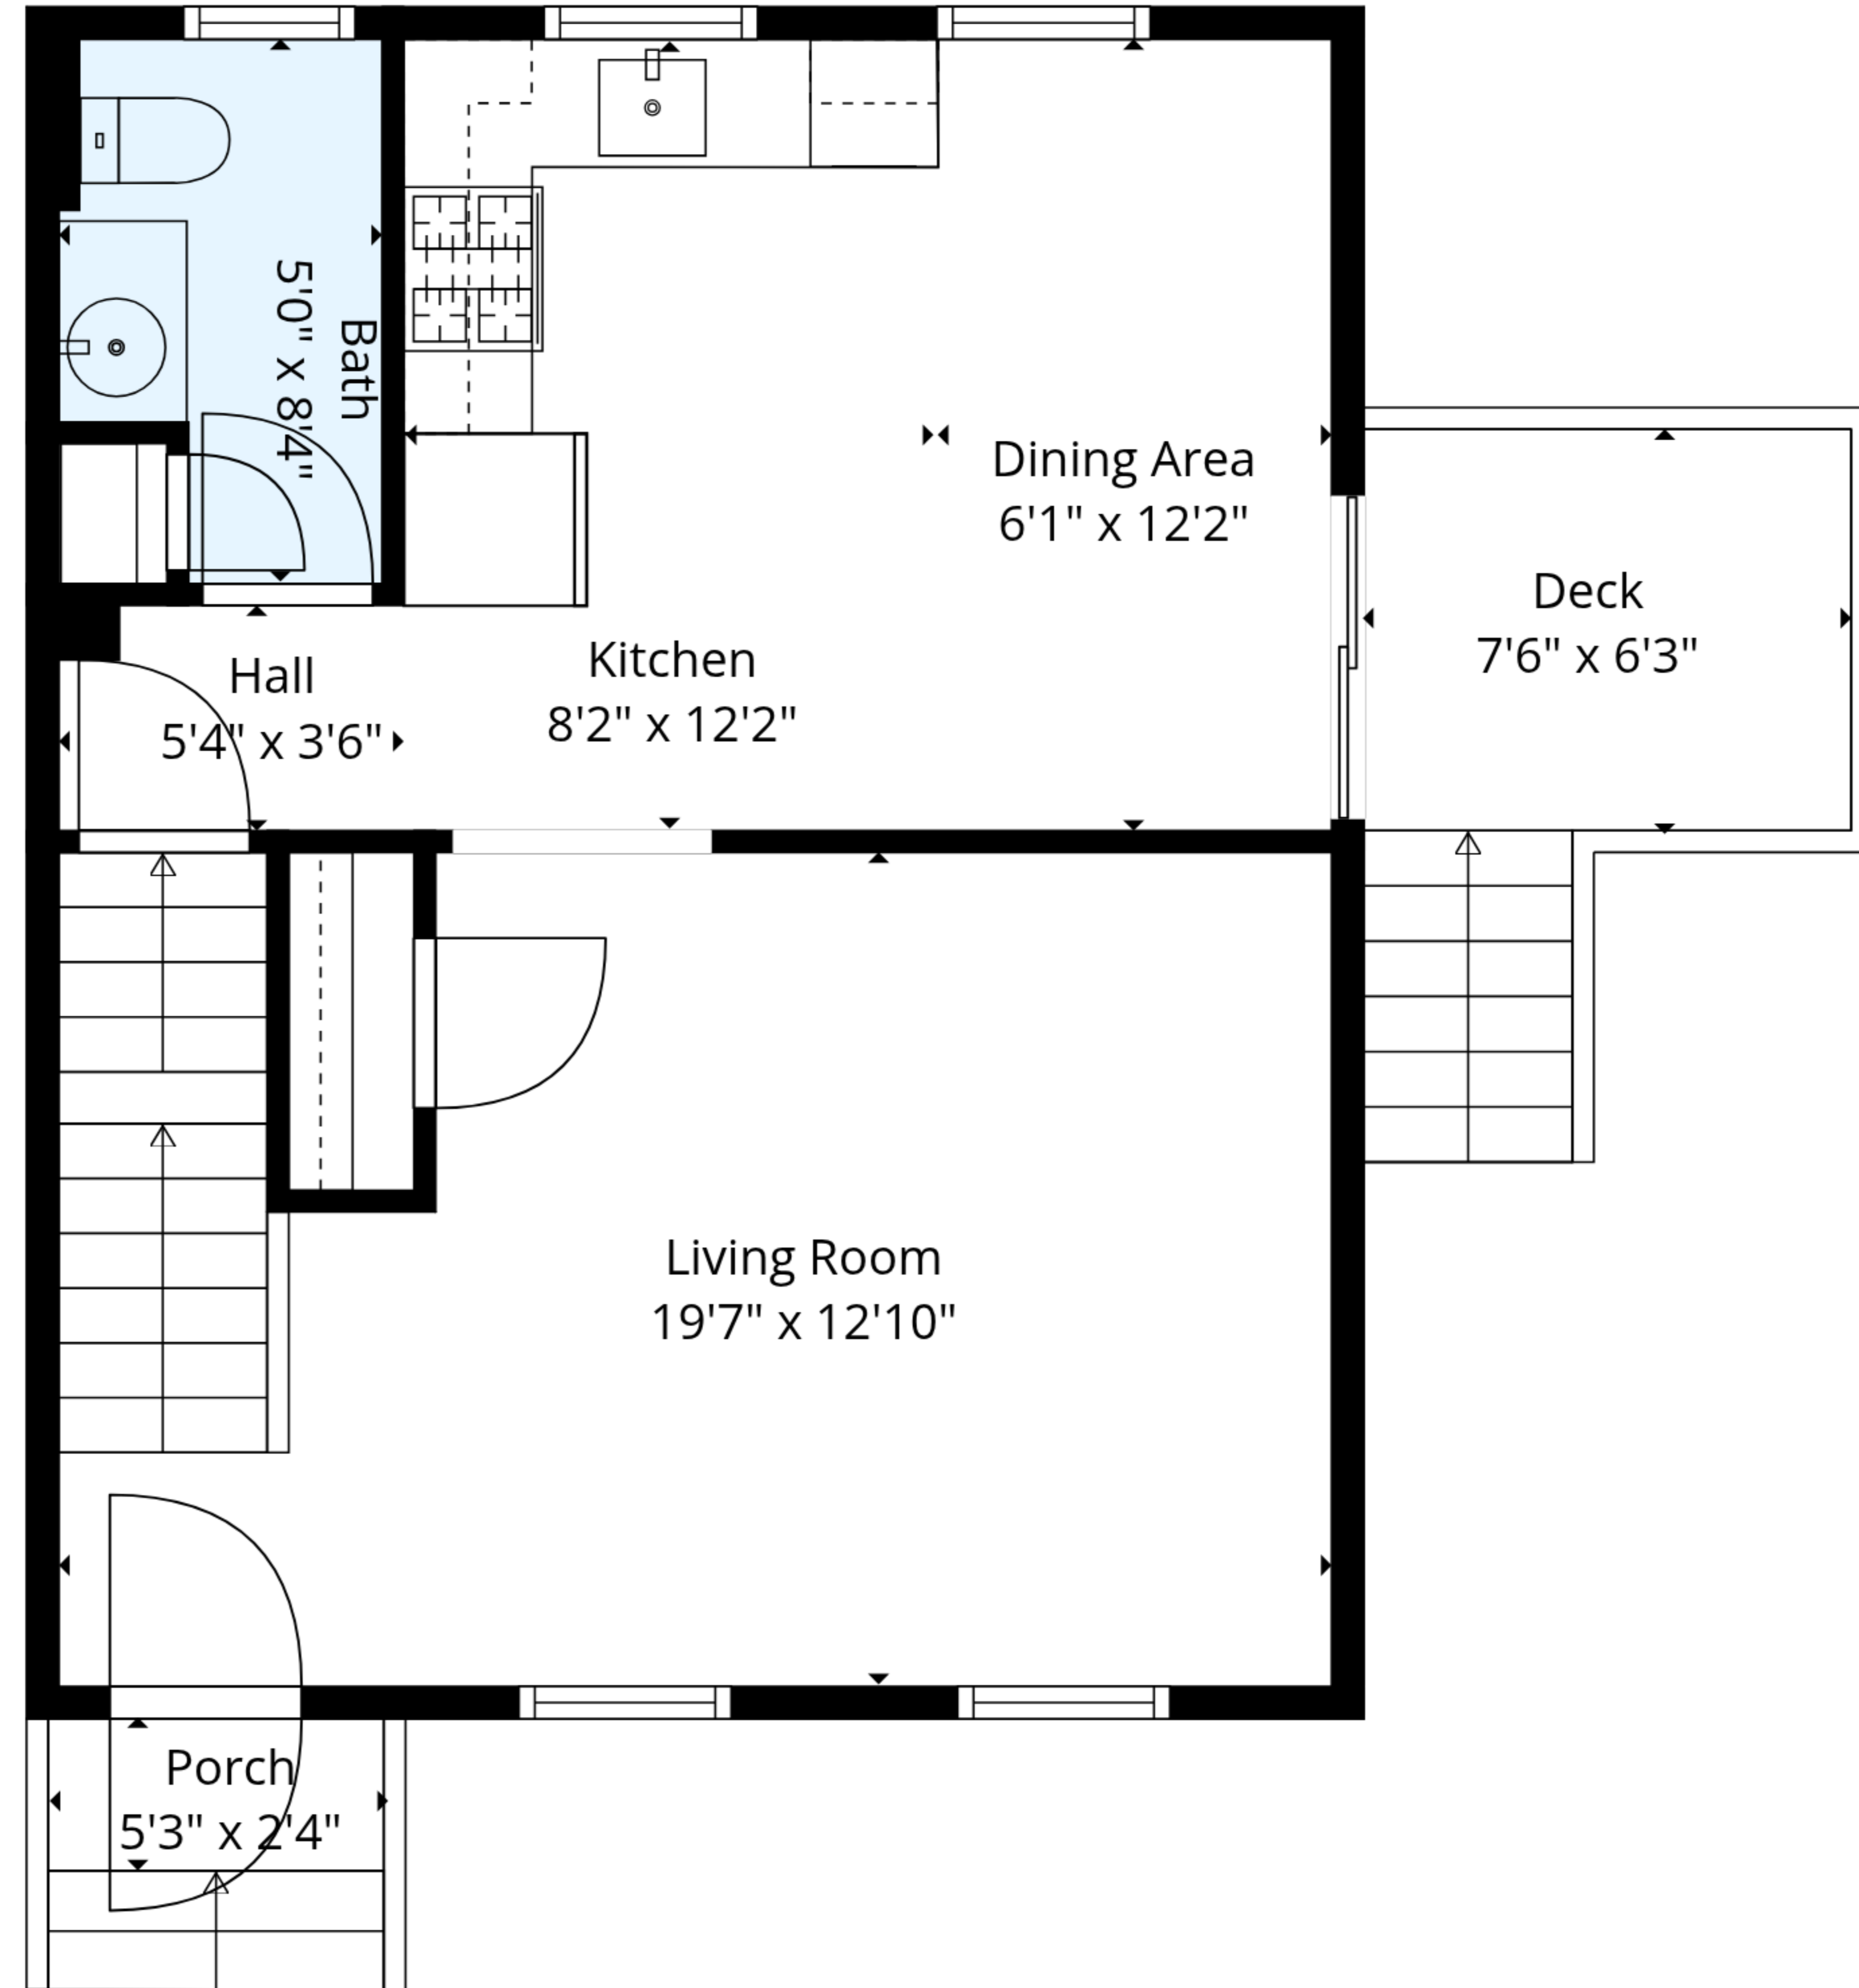 Bath
5'0" x 8'4"
Dining Area
6'1" x 12'2"
Deck
7'6" x 6'3"
Hall
5'4" x 3'6"
Kitchen
8'2" x 12'2"
Living Room
19'7" x 12'10"
Porch
5'3" x 2'4"